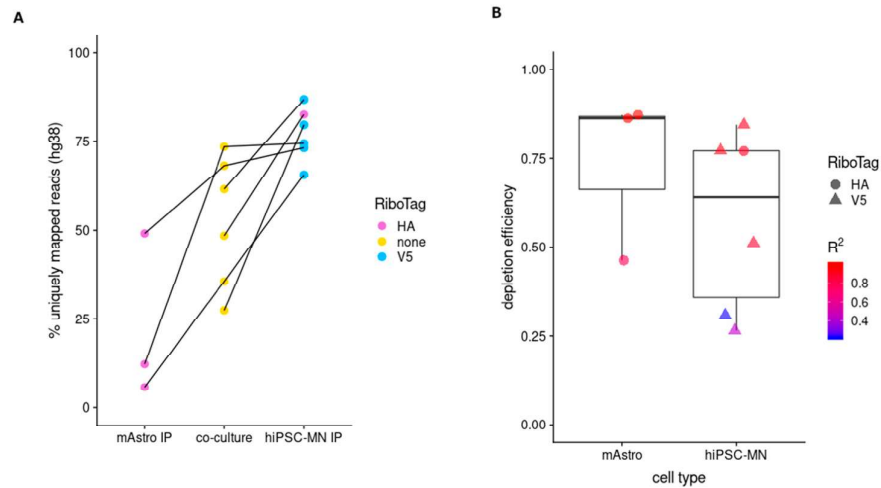 A
100
75
50
25
0
% uniquely mapped reads (hg38)
mAstro IP
co-culture
hiPSC-MN IP
RiboTag
HA
none
V5
B
1.00
0.75
0.50
0.25
0.00
depletion efficiency
mAstro
hiPSC-MN
cell type
RiboTag
HA
V5
R²
0.8
0.6
0.4